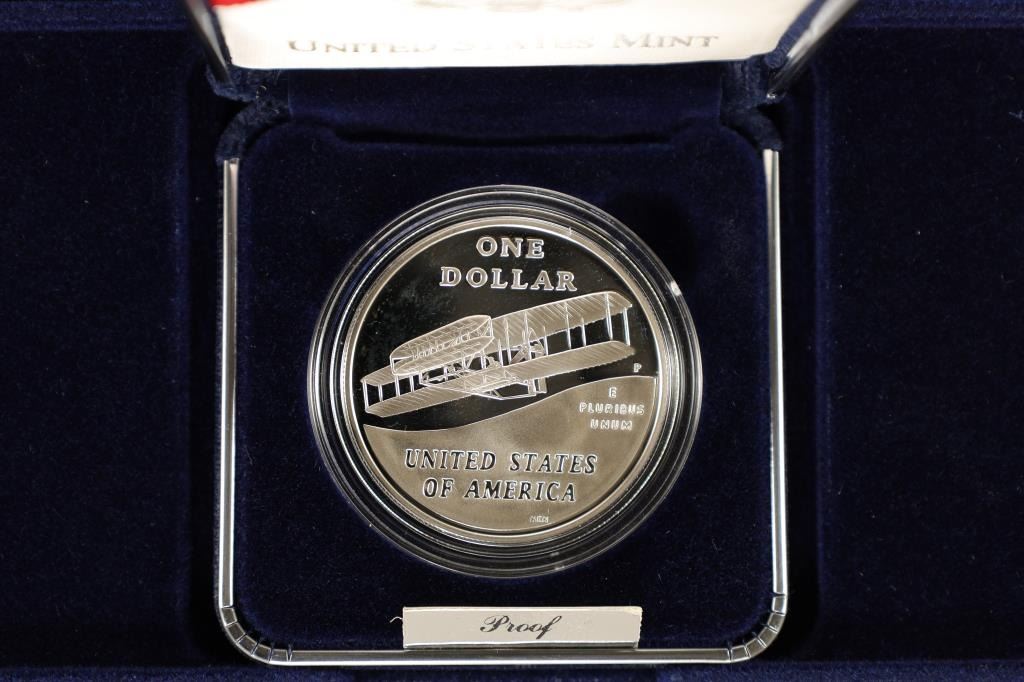 UNITED STATES MINT
ONE
DOLLAR
P
E
PLURIBUS
UNUM
UNITED STATES
OF AMERICA
Proof